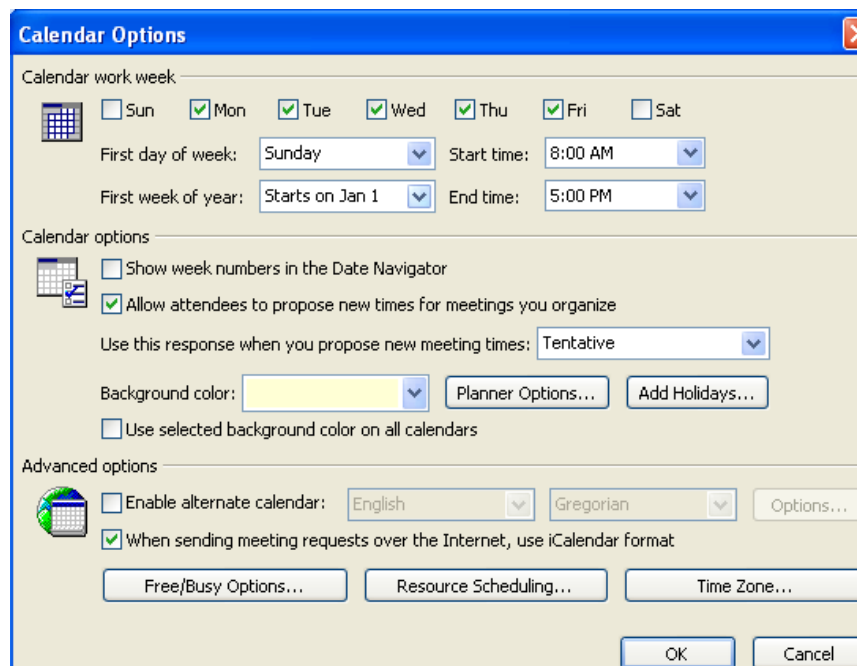 Calendar Options
Calendar work week
Sun Mon Tue Wed Thu Fri Sat
First day of week: Sunday Start time: 8:00 AM
First week of year: Starts on Jan 1 End time: 5:00 PM
Calendar options
Show week numbers in the Date Navigator
Allow attendees to propose new times for meetings you organize
Use this response when you propose new meeting times: Tentative
Background color: Planner Options... Add Holidays...
Use selected background color on all calendars
Advanced options
Enable alternate calendar: English Gregorian Options...
When sending meeting requests over the Internet, use iCalendar format
Free/Busy Options... Resource Scheduling... Time Zone...
OK Cancel